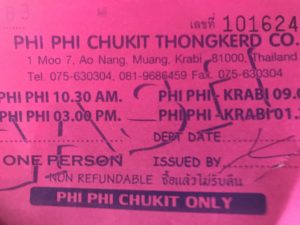 เลขที่ 101624
PHI PHI CHUKIT THONGKERD CO.
1 Moo 7, Ao Nang, Muang, Krabi 81000, Thailand
Tel. 075-630304, 081-9686459 Fax. 075-630304
PHI PHI 10.30 AM. PHI PHI - KRABI 09.0
PHI PHI 03.00 PM. PHI PHI - KRABI 01.
DEPT DATE
ONE PERSON ISSUED BY
NON REFUNDABLE ซื้อแล้วไม่รับคืน
PHI PHI CHUKIT ONLY